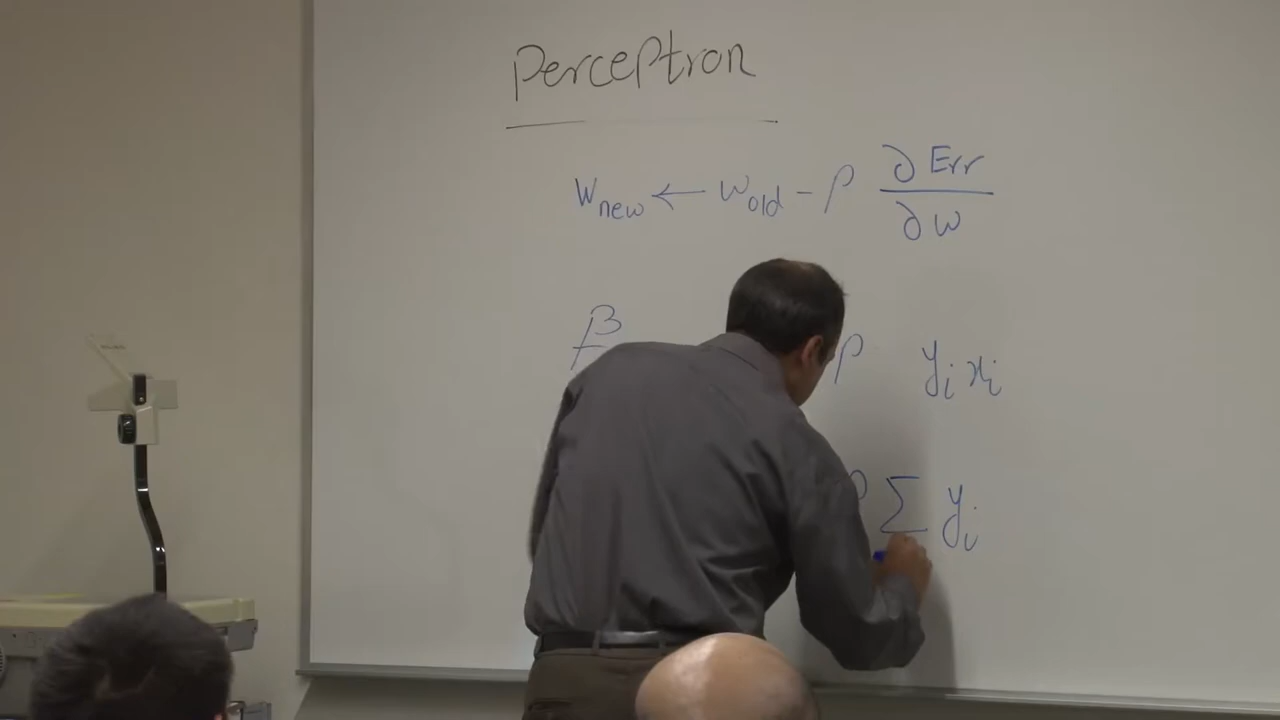 Perceptron
w_new ← w_old − ρ ∂Err/∂w
β ρ y_i x_i
ρ Σ y_i